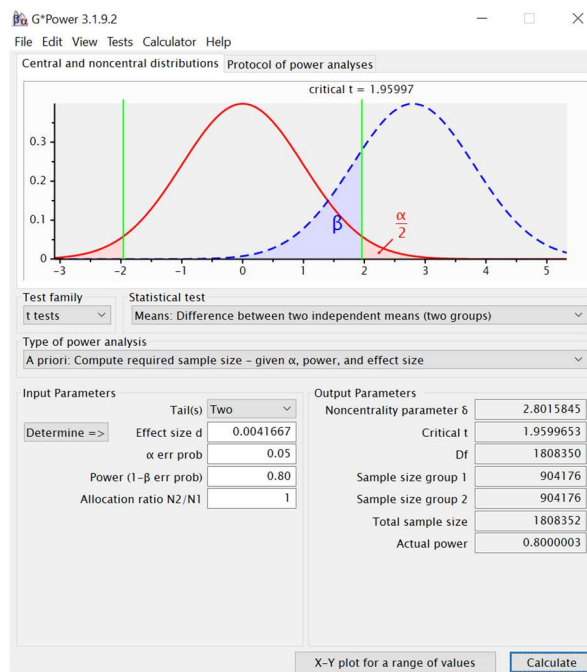 G*Power 3.1.9.2
File Edit View Tests Calculator Help
Central and noncentral distributions Protocol of power analyses
critical t = 1.95997
0.3
0.2
0.1
0
β
α
2
-3 -2 -1 0 1 2 3 4 5
Test family Statistical test
t tests Means: Difference between two independent means (two groups)
Type of power analysis
A priori: Compute required sample size – given α, power, and effect size
Input Parameters
Tail(s) Two
Determine => Effect size d 0.0041667
α err prob 0.05
Power (1-β err prob) 0.80
Allocation ratio N2/N1 1
Output Parameters
Noncentrality parameter δ 2.8015845
Critical t 1.9599653
Df 1808350
Sample size group 1 904176
Sample size group 2 904176
Total sample size 1808352
Actual power 0.8000003
X-Y plot for a range of values Calculate